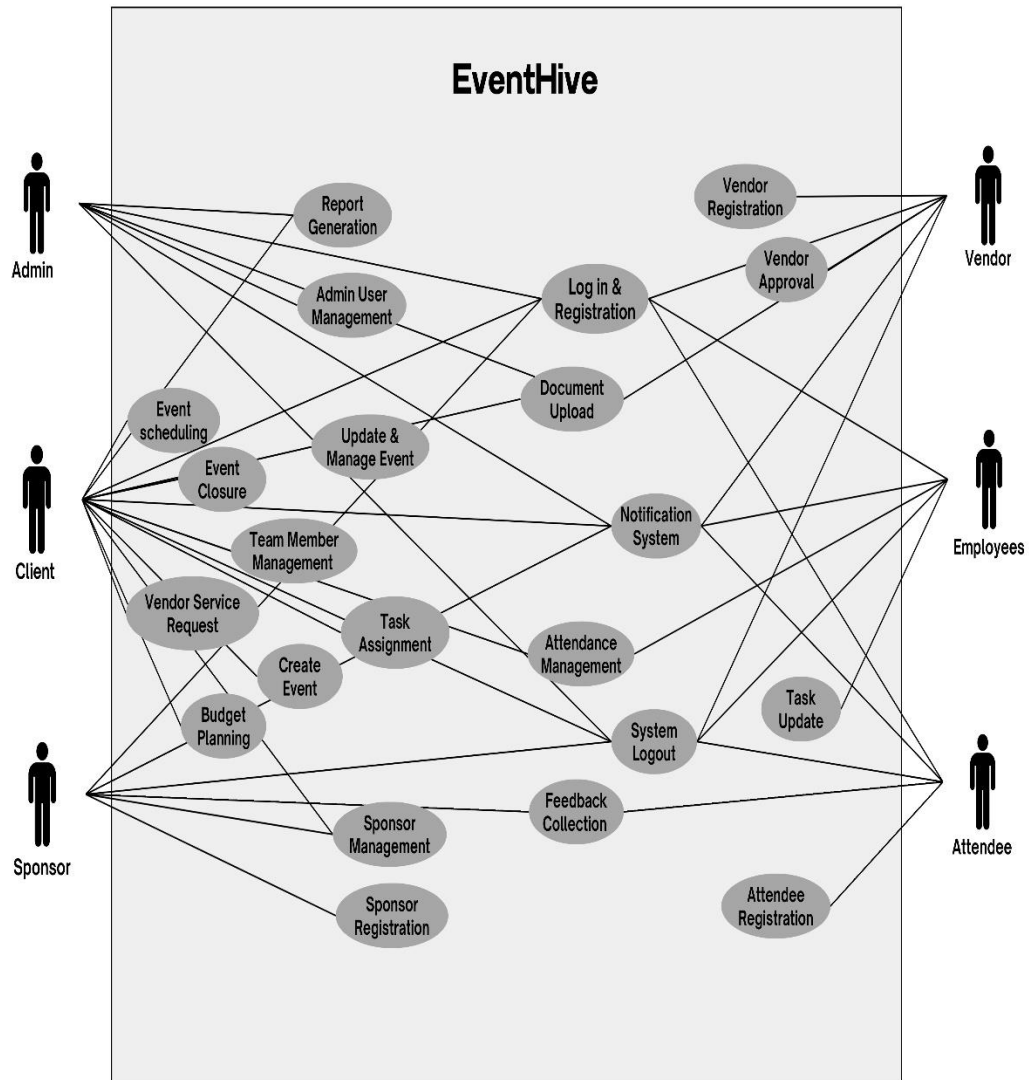 EventHive
Admin
Report
Generation
Vendor
Registration
Vendor
Vendor
Approval
Admin User
Management
Log in &
Registration
Document
Upload
Event
scheduling
Update &
Manage Event
Event
Closure
Client
Notification
System
Employees
Team Member
Management
Vendor Service
Request
Task
Assignment
Attendance
Management
Create
Event
Budget
Planning
Task
Update
System
Logout
Sponsor
Sponsor
Management
Feedback
Collection
Attendee
Sponsor
Registration
Attendee
Registration